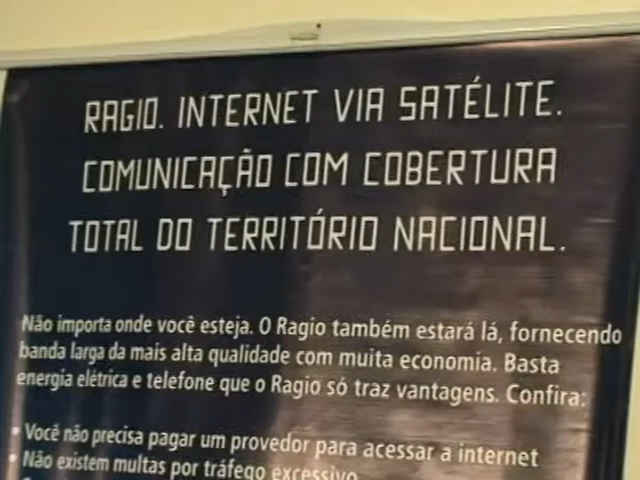 RAGIO. INTERNET VIA SATÉLITE.
COMUNICAÇÃO COM COBERTURA
TOTAL DO TERRITÓRIO NACIONAL.
Não importa onde você esteja. O Ragio também estará lá, fornecendo
banda larga da mais alta qualidade com muita economia. Basta
energia elétrica e telefone que o Ragio só traz vantagens. Confira:
• Você não precisa pagar um provedor para acessar a internet
• Não existem multas por tráfego excessivo